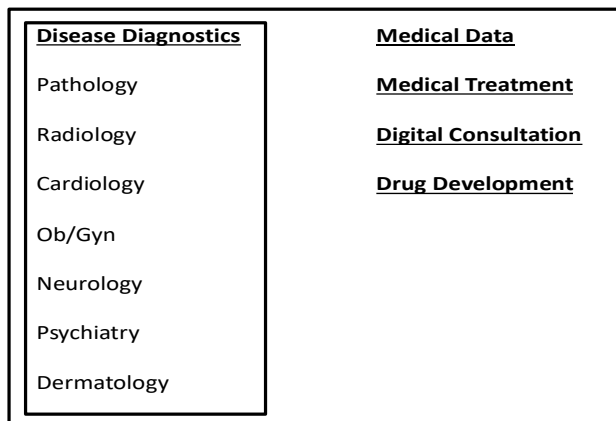 Disease Diagnostics
Pathology
Radiology
Cardiology
Ob/Gyn
Neurology
Psychiatry
Dermatology
Medical Data
Medical Treatment
Digital Consultation
Drug Development